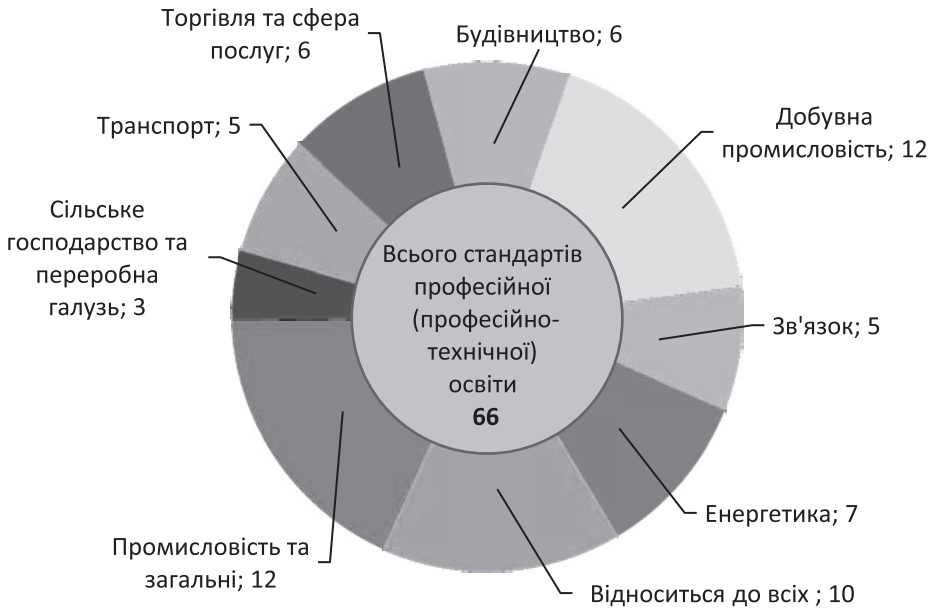 Торгівля та сфера
послуг; 6
Будівництво; 6
Добувна
промисловість; 12
Транспорт; 5
Сільське
господарство та
переробна
галузь; 3
Всього стандартів
професійної
(професійно-
технічної)
освіти
66
Зв'язок; 5
Енергетика; 7
Промисловість та
загальні; 12
Відноситься до всіх ; 10